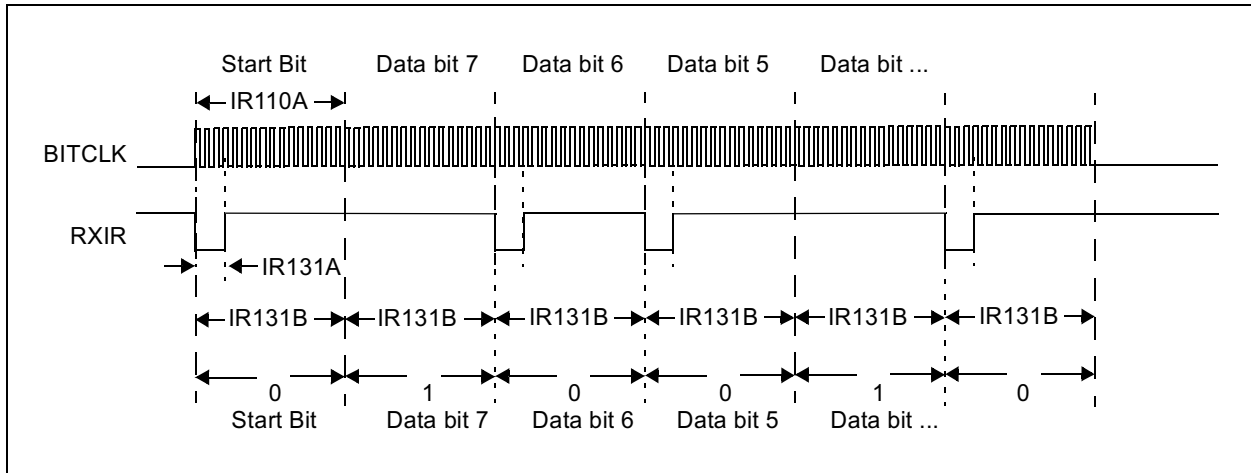 Start Bit Data bit 7 Data bit 6 Data bit 5 Data bit ...
IR110A
BITCLK
RXIR
IR131A
IR131B IR131B IR131B IR131B IR131B IR131B
0 1 0 0 1 0
Start Bit Data bit 7 Data bit 6 Data bit 5 Data bit ...